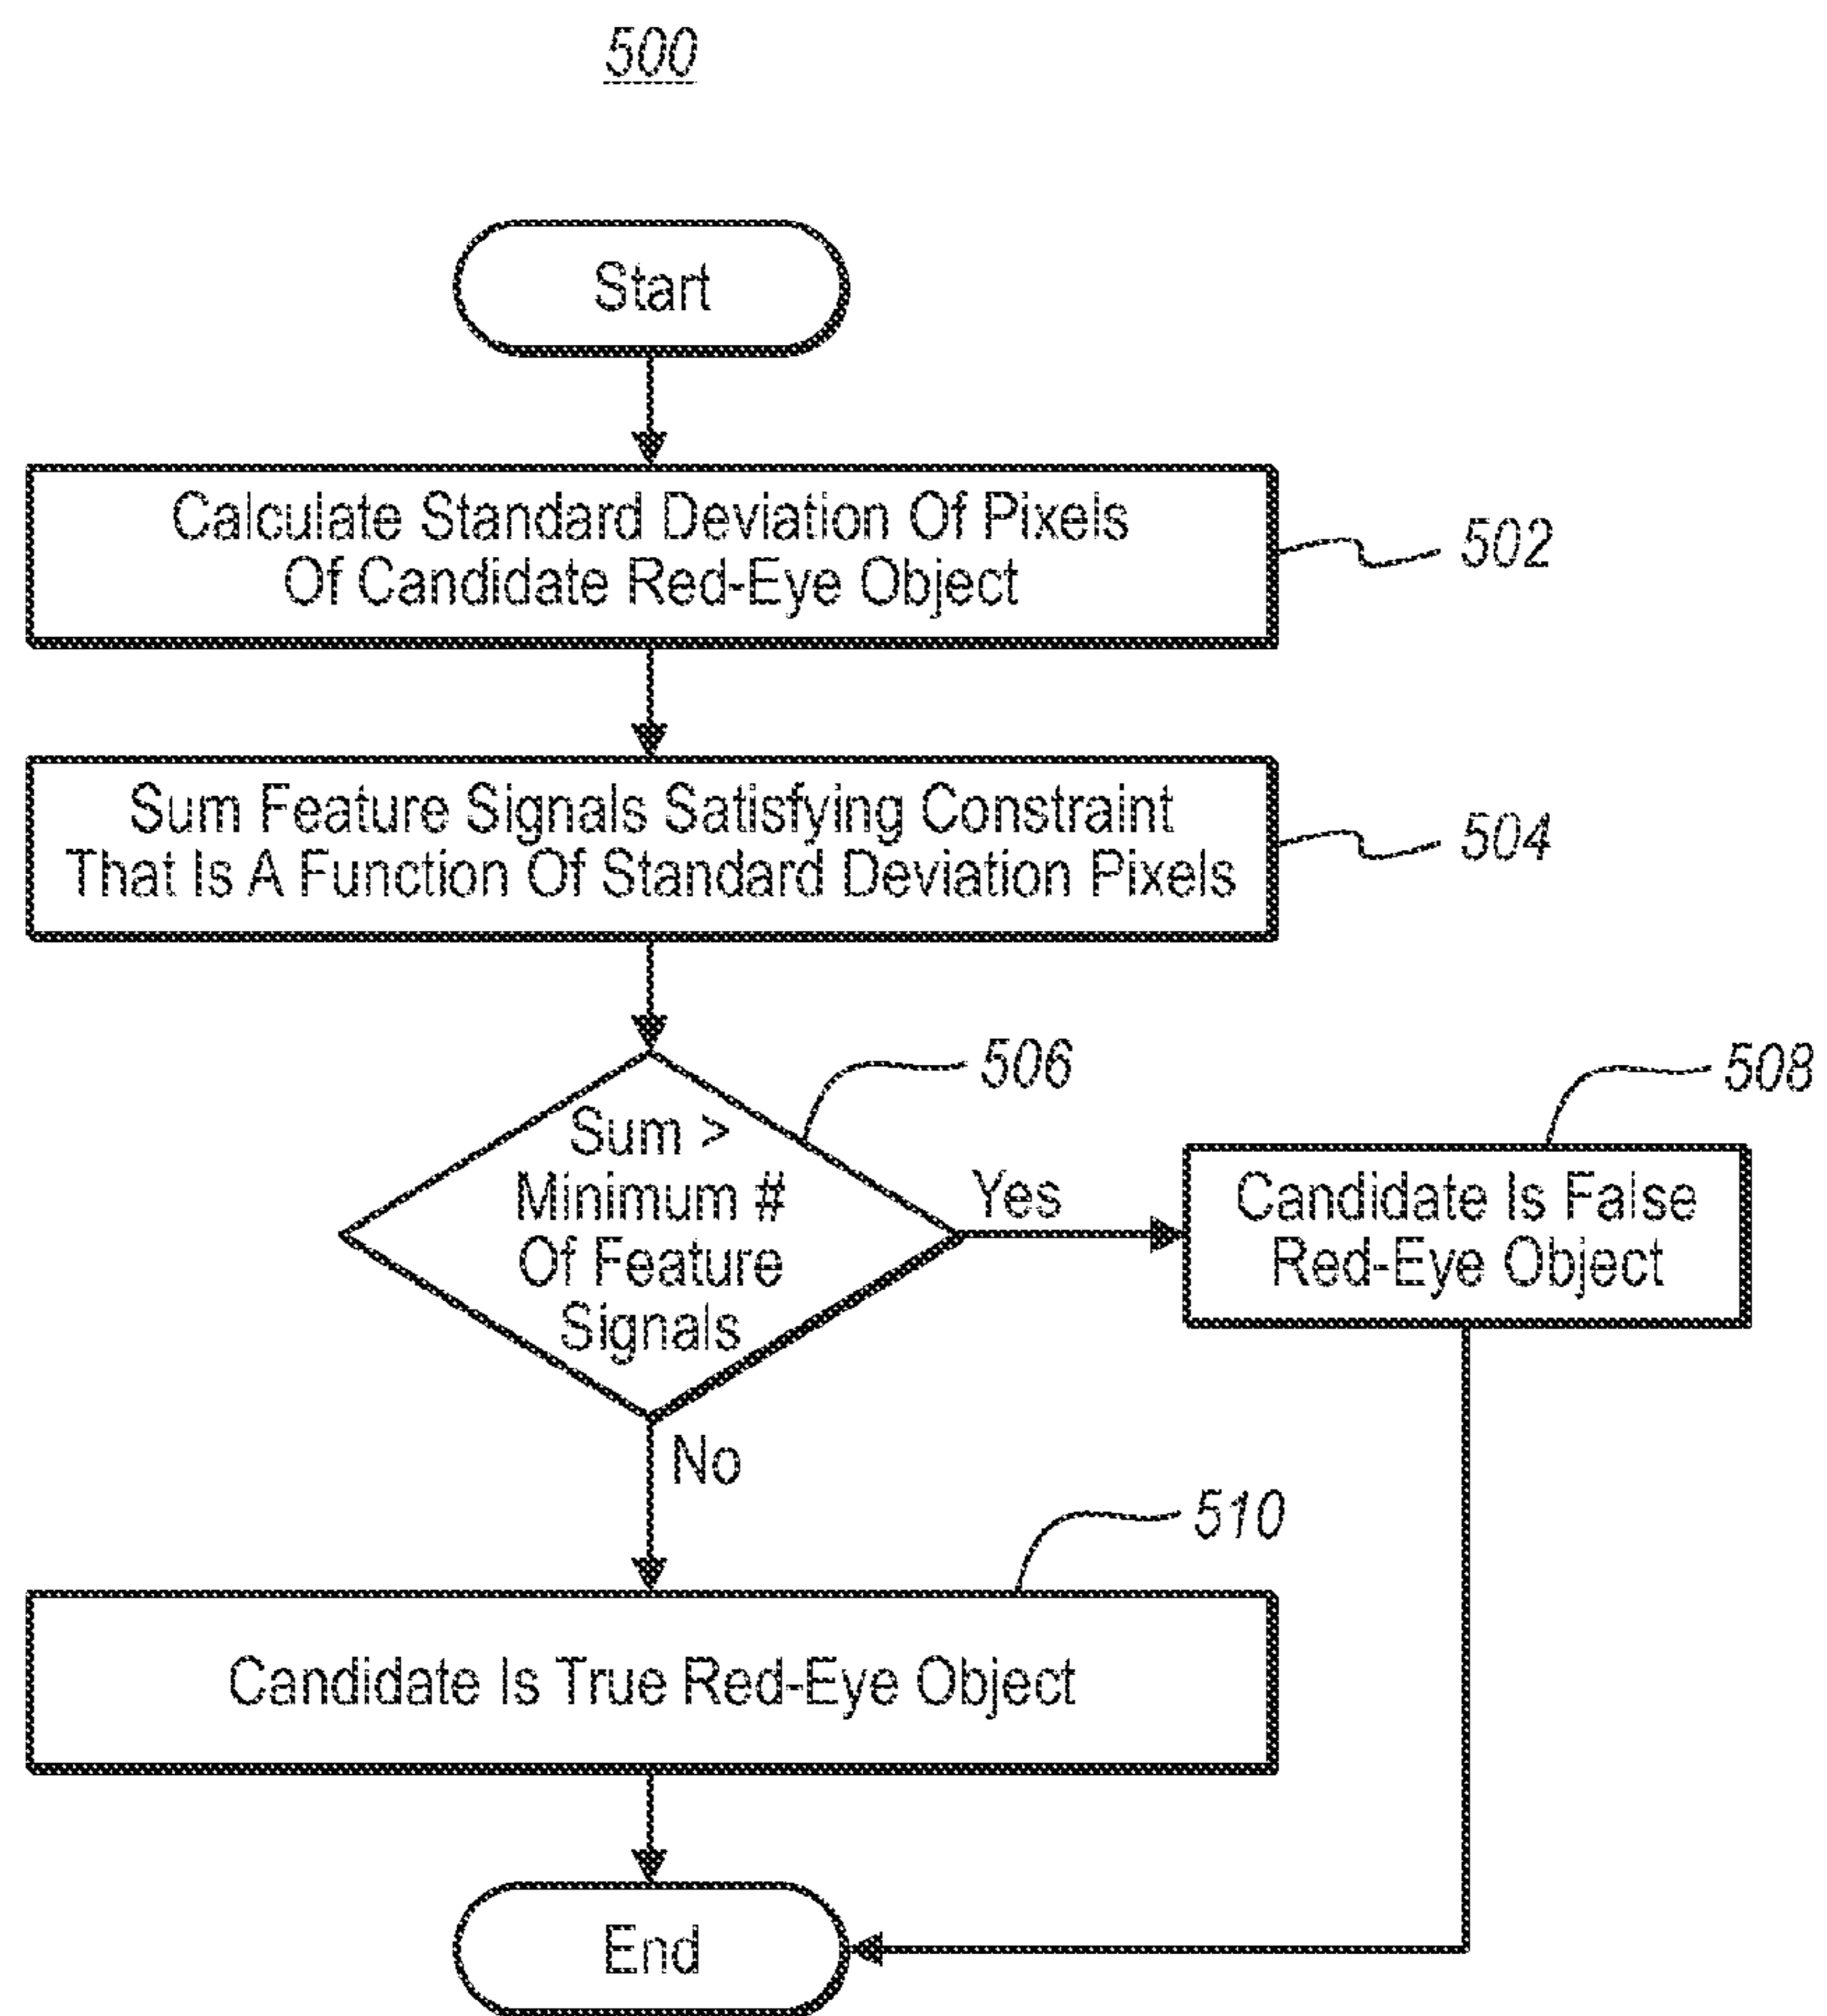 500
Start
Calculate Standard Deviation Of Pixels
Of Candidate Red-Eye Object
502
Sum Feature Signals Satisfying Constraint
That Is A Function Of Standard Deviation Pixels
504
506
Sum >
Minimum #
Of Feature
Signals
Yes
508
Candidate Is False
Red-Eye Object
No
510
Candidate Is True Red-Eye Object
End